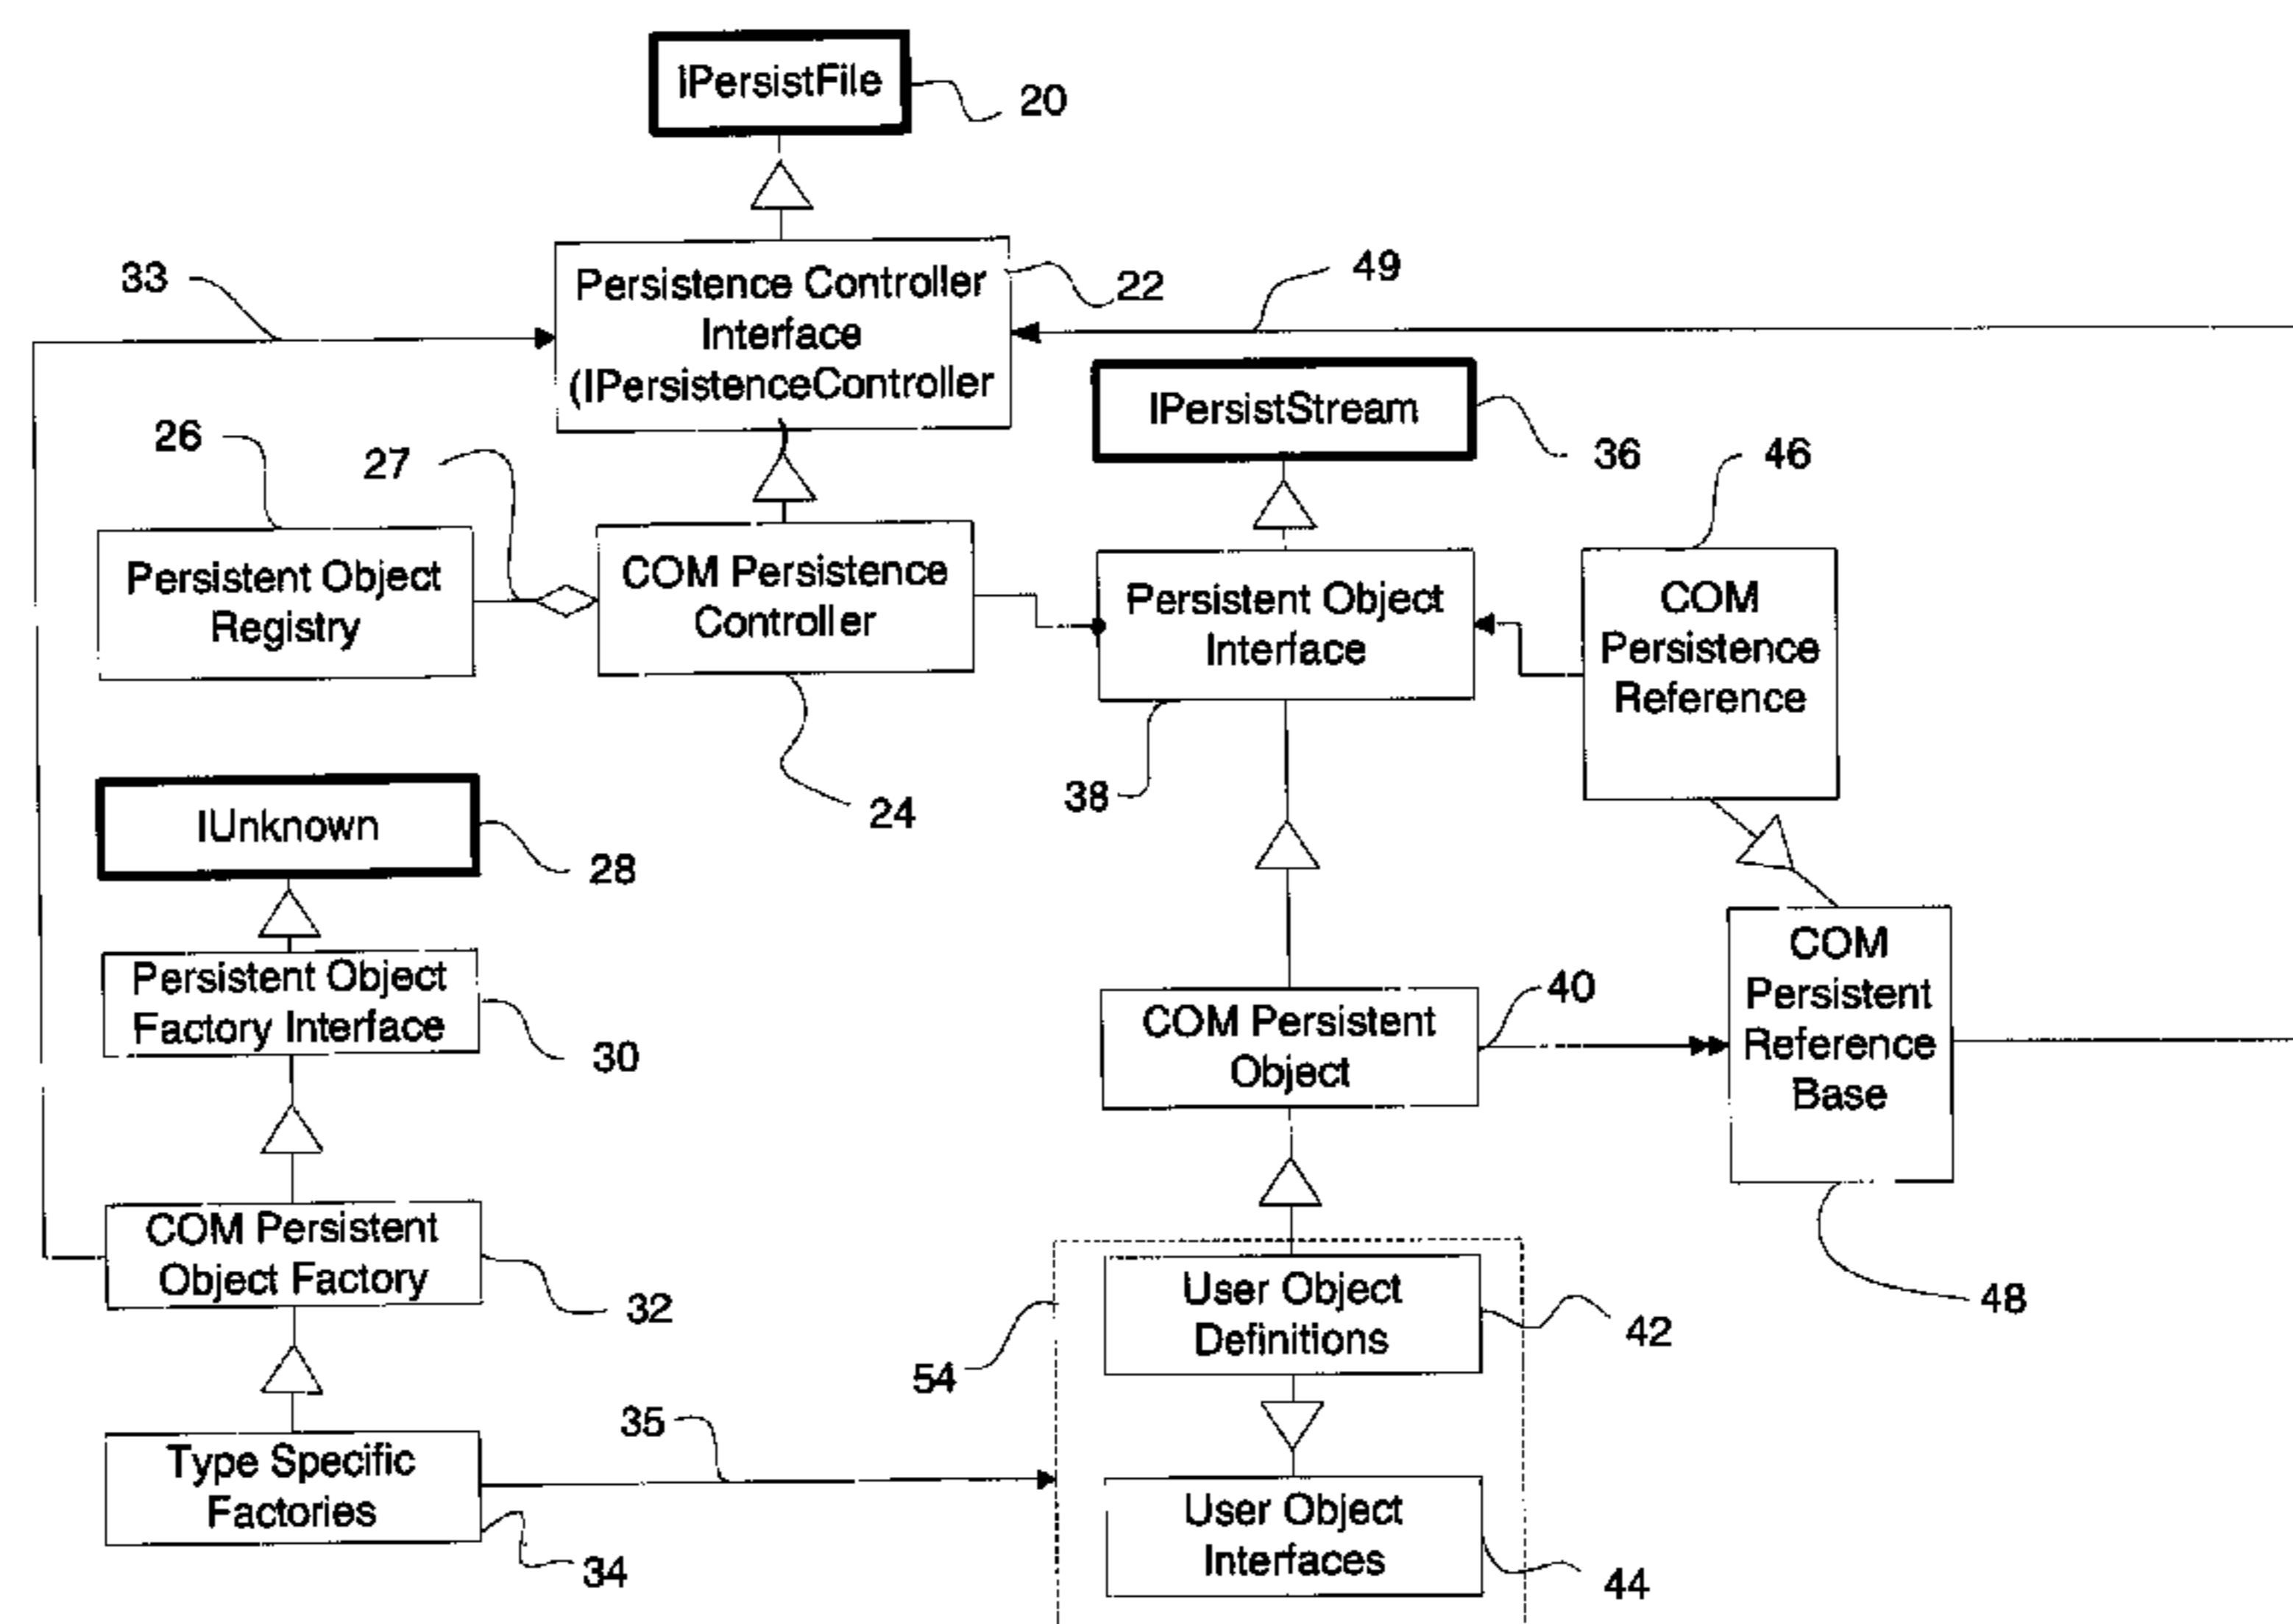 IPersistFile
20
33
Persistence Controller
Interface
(IPersistenceController
22
49
IPersistStream
36
26
27
46
Persistent Object
Registry
COM Persistence
Controller
Persistent Object
Interface
COM
Persistence
Reference
24
38
IUnknown
28
Persistent Object
Factory Interface
30
COM Persistent
Object
40
COM
Persistent
Reference
Base
48
COM Persistent
Object Factory
32
User Object
Definitions
42
54
35
Type Specific
Factories
34
User Object
Interfaces
44